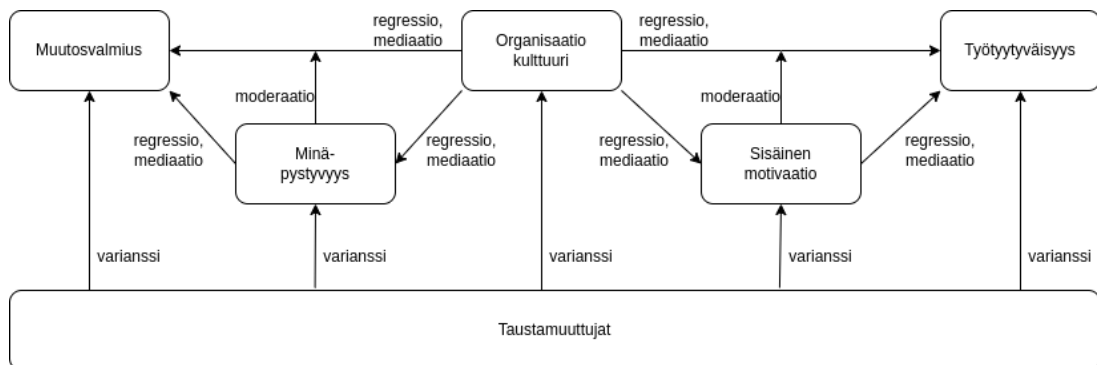 regressio,
mediaatio
regressio,
mediaatio
Muutosvalmius
Organisaatio
kulttuuri
Työtyytyväisyys
moderaatio
moderaatio
regressio,
mediaatio
Minä-
pystyvyys
regressio,
mediaatio
regressio,
mediaatio
Sisäinen
motivaatio
regressio,
mediaatio
varianssi
varianssi
varianssi
varianssi
varianssi
Taustamuuttujat